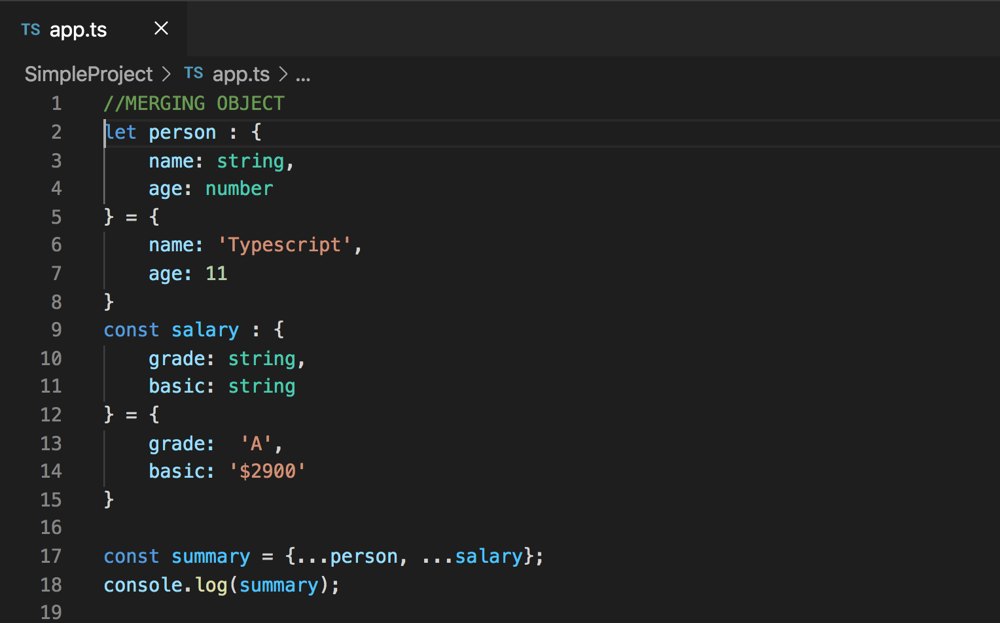 TS app.ts
SimpleProject > TS app.ts > ...
1 //MERGING OBJECT
2 let person : {
3     name: string,
4     age: number
5 } = {
6     name: 'Typescript',
7     age: 11
8 }
9 const salary : {
10     grade: string,
11     basic: string
12 } = {
13     grade:  'A',
14     basic: '$2900'
15 }
16
17 const summary = {...person, ...salary};
18 console.log(summary);
19